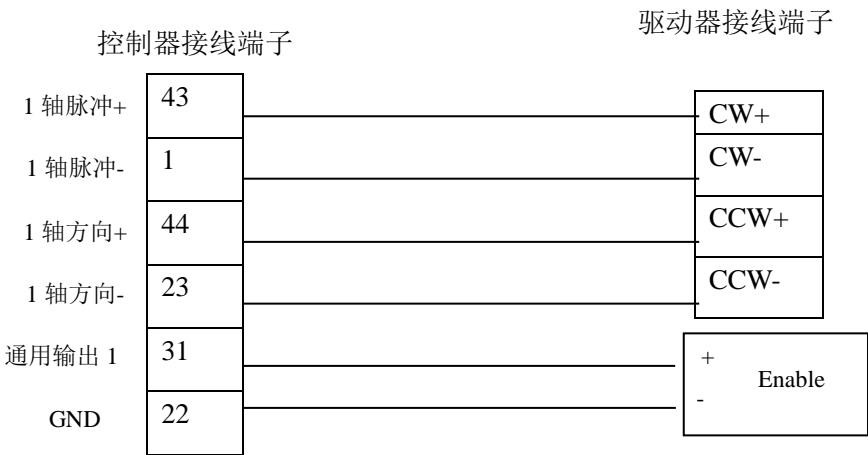 控制器接线端子
驱动器接线端子
1 轴脉冲+ 43 CW+
1 轴脉冲- 1 CW-
1 轴方向+ 44 CCW+
1 轴方向- 23 CCW-
通用输出 1 31 +
Enable
-
GND 22